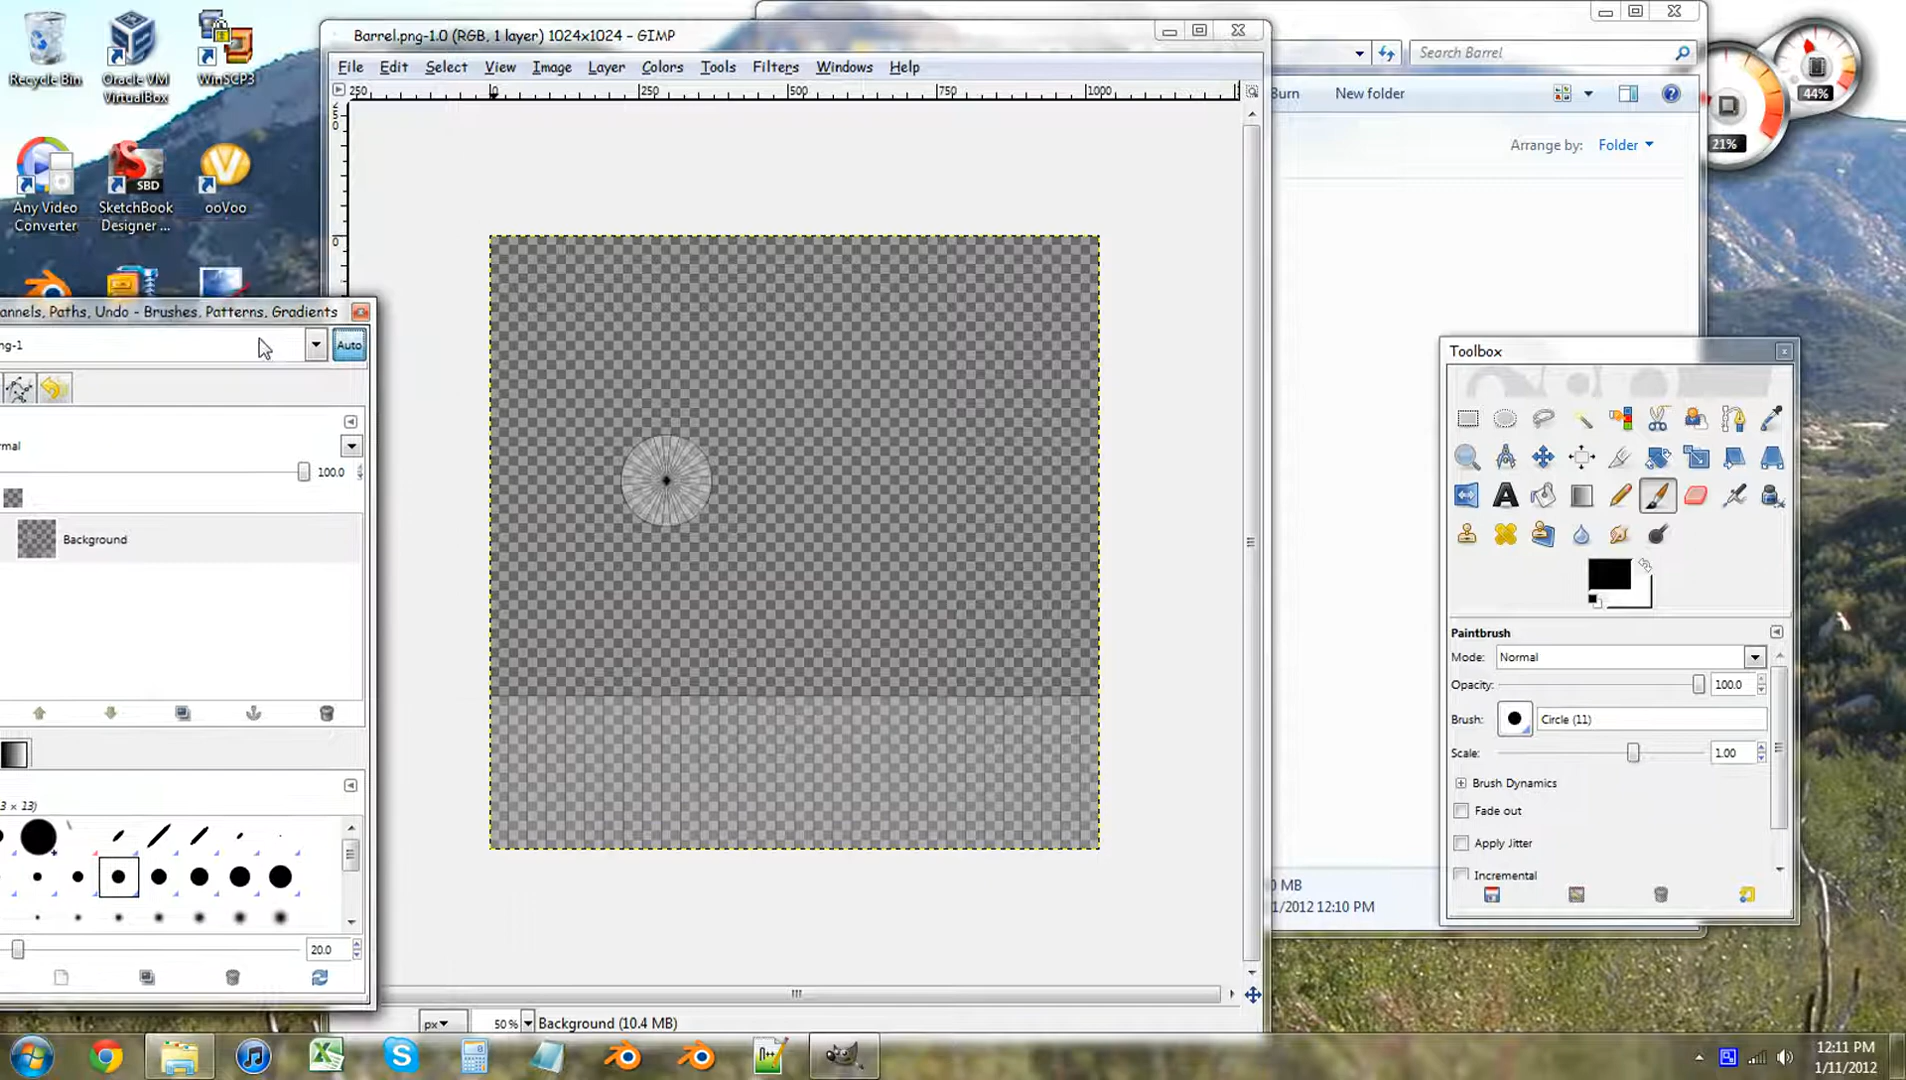 Recycle Bin
Oracle VM
VirtualBox
WinSCP3
Any Video
Converter
SBD
SketchBook
Designer ...
ooVoo
Barrel.png-1.0 (RGB, 1 layer) 1024x1024 – GIMP
File Edit Select View Image Layer Colors Tools Filters Windows Help
250 0 250 500 750 1000
0
Search Barrel
Burn New folder
Arrange by: Folder
44%
21%
annels, Paths, Undo - Brushes, Patterns, Gradients
ng-1 Auto
rmal
100.0
Background
3 × 13)
20.0
Toolbox
Paintbrush
Mode: Normal
Opacity: 100.0
Brush: Circle (11)
Scale: 1.00
Brush Dynamics
Fade out
Apply Jitter
Incremental
0 MB
1/2012 12:10 PM
px 50% Background (10.4 MB)
n++
12:11 PM
1/11/2012